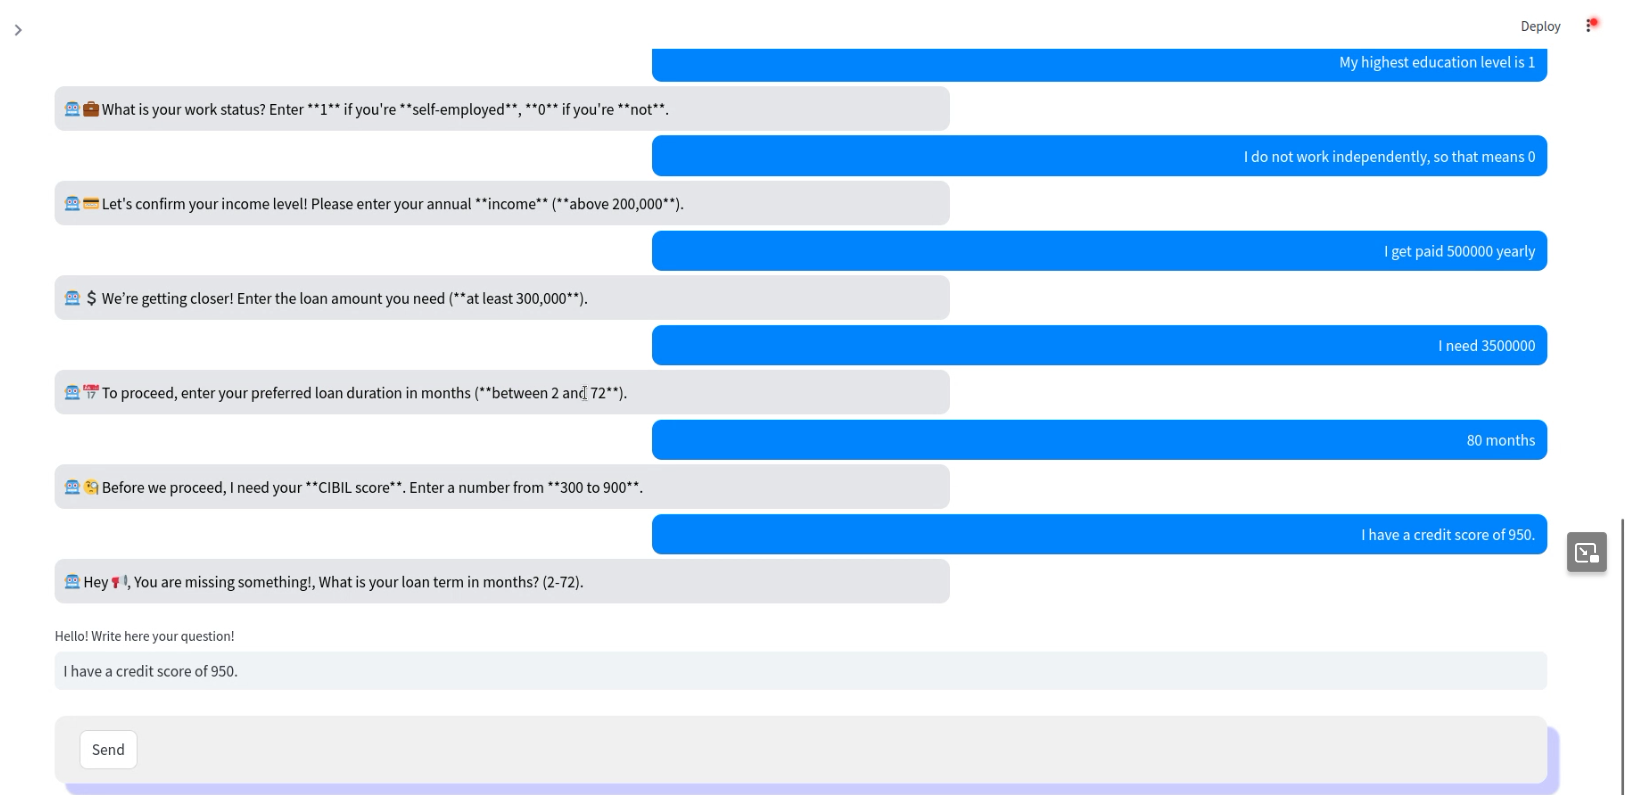 Deploy
My highest education level is 1
What is your work status? Enter **1** if you're **self-employed**, **0** if you're **not**.
I do not work independently, so that means 0
Let's confirm your income level! Please enter your annual **income** (**above 200,000**).
I get paid 500000 yearly
$ We’re getting closer! Enter the loan amount you need (**at least 300,000**).
I need 3500000
17 To proceed, enter your preferred loan duration in months (**between 2 and 72**).
80 months
Before we proceed, I need your **CIBIL score**. Enter a number from **300 to 900**.
I have a credit score of 950.
Hey , You are missing something!, What is your loan term in months? (2-72).
Hello! Write here your question!
I have a credit score of 950.
Send